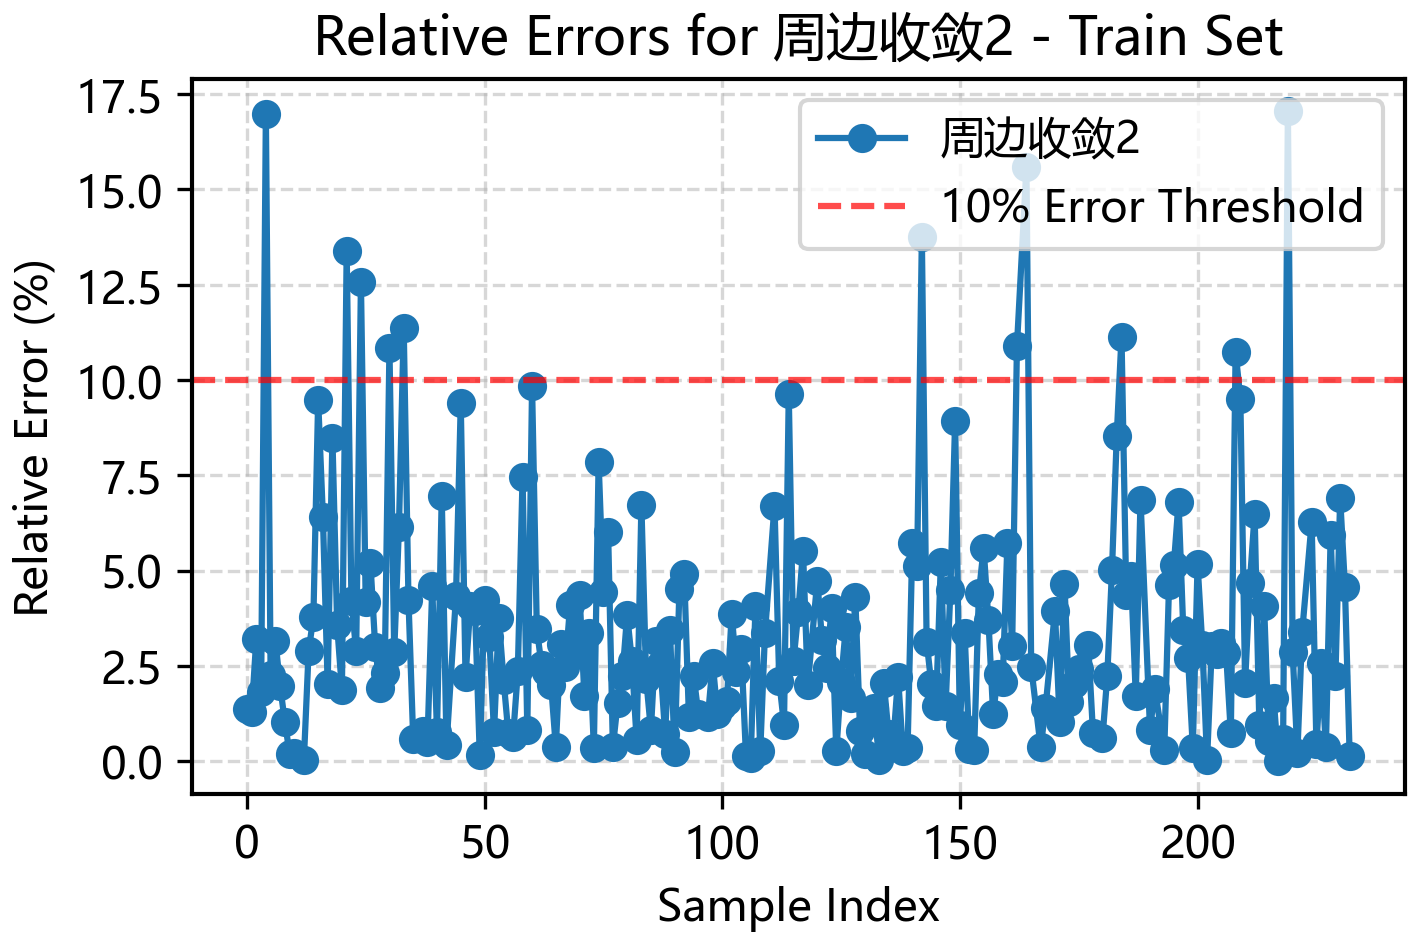 Relative Errors for 周边收敛2 - Train Set
周边收敛2
10% Error Threshold
Relative Error (%)
17.5
15.0
12.5
10.0
7.5
5.0
2.5
0.0
0
50
100
150
200
Sample Index